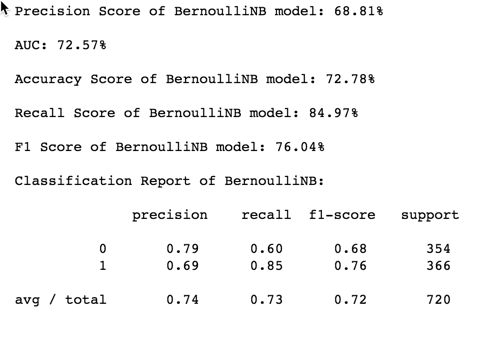 Precision Score of BernoulliNB model: 68.81%
AUC: 72.57%
Accuracy Score of BernoulliNB model: 72.78%
Recall Score of BernoulliNB model: 84.97%
F1 Score of BernoulliNB model: 76.04%
Classification Report of BernoulliNB:
precision recall f1-score support
0 0.79 0.60 0.68 354
1 0.69 0.85 0.76 366
avg / total 0.74 0.73 0.72 720